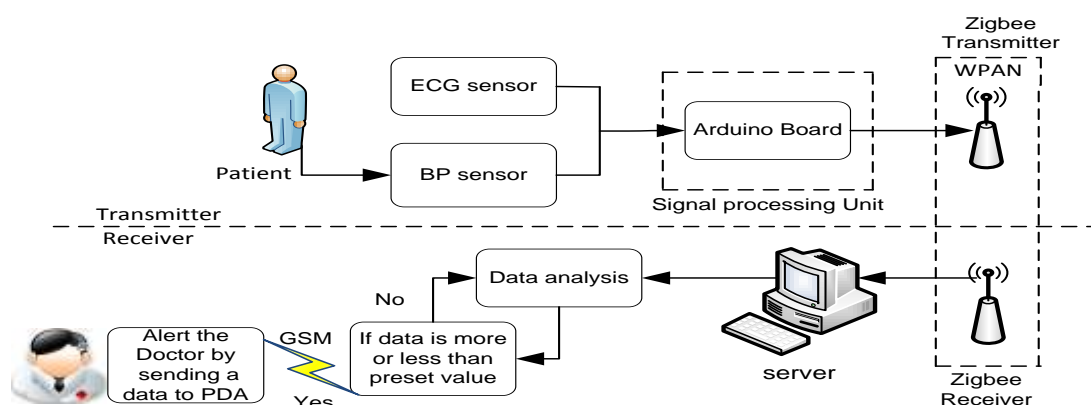 Zigbee
Transmitter
WPAN
ECG sensor
Arduino Board
Patient
BP sensor
Signal processing Unit
Transmitter
Receiver
Data analysis
No
Alert the
Doctor by
sending a
data to PDA
GSM
Yes
If data is more
or less than
preset value
server
Zigbee
Receiver